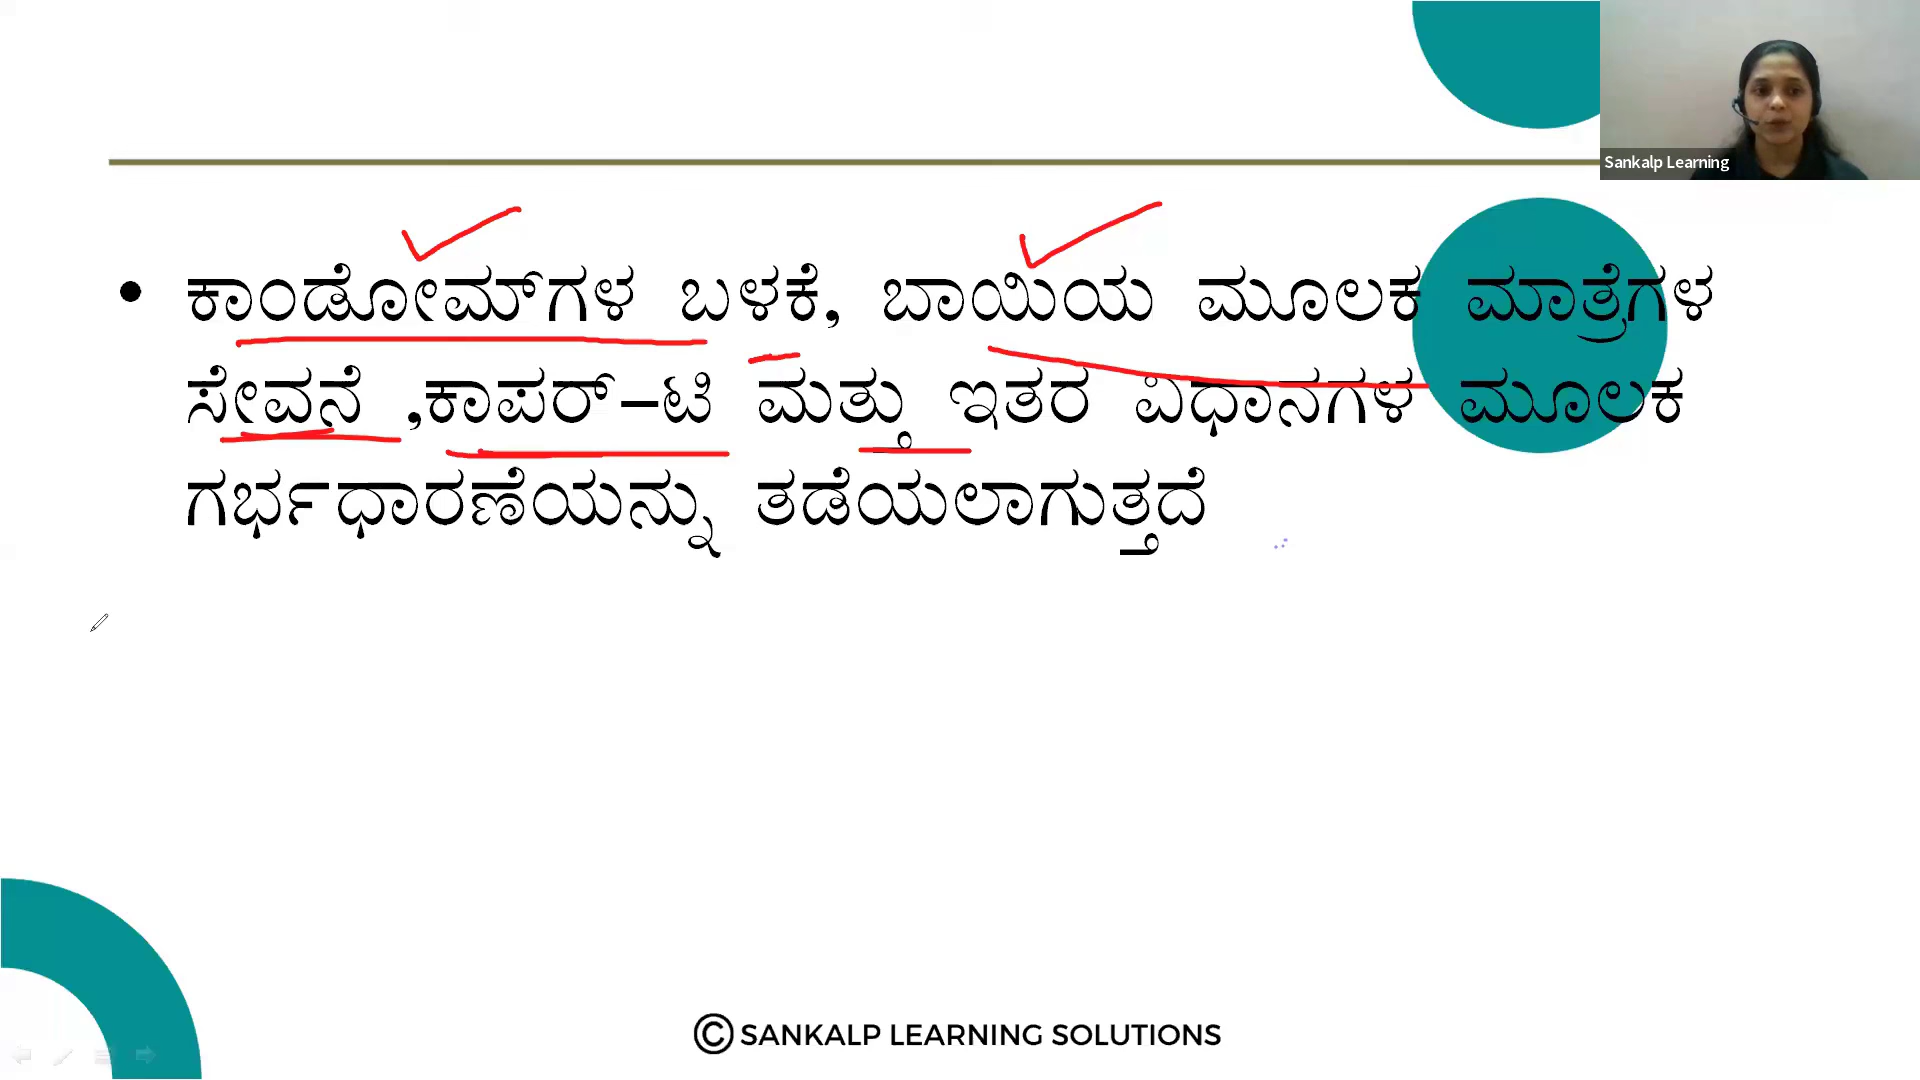 Sankalp Learning
• ಕಾಂಡೋಮ್‌ಗಳ ಬಳಕೆ, ಬಾಯಿಯ ಮೂಲಕ ಮಾತ್ರೆಗಳ
ಸೇವನೆ ,ಕಾಪರ್-ಟಿ ಮತ್ತು ಇತರ ವಿಧಾನಗಳ ಮೂಲಕ
ಗರ್ಭಧಾರಣೆಯನ್ನು ತಡೆಯಲಾಗುತ್ತದೆ
© SANKALP LEARNING SOLUTIONS